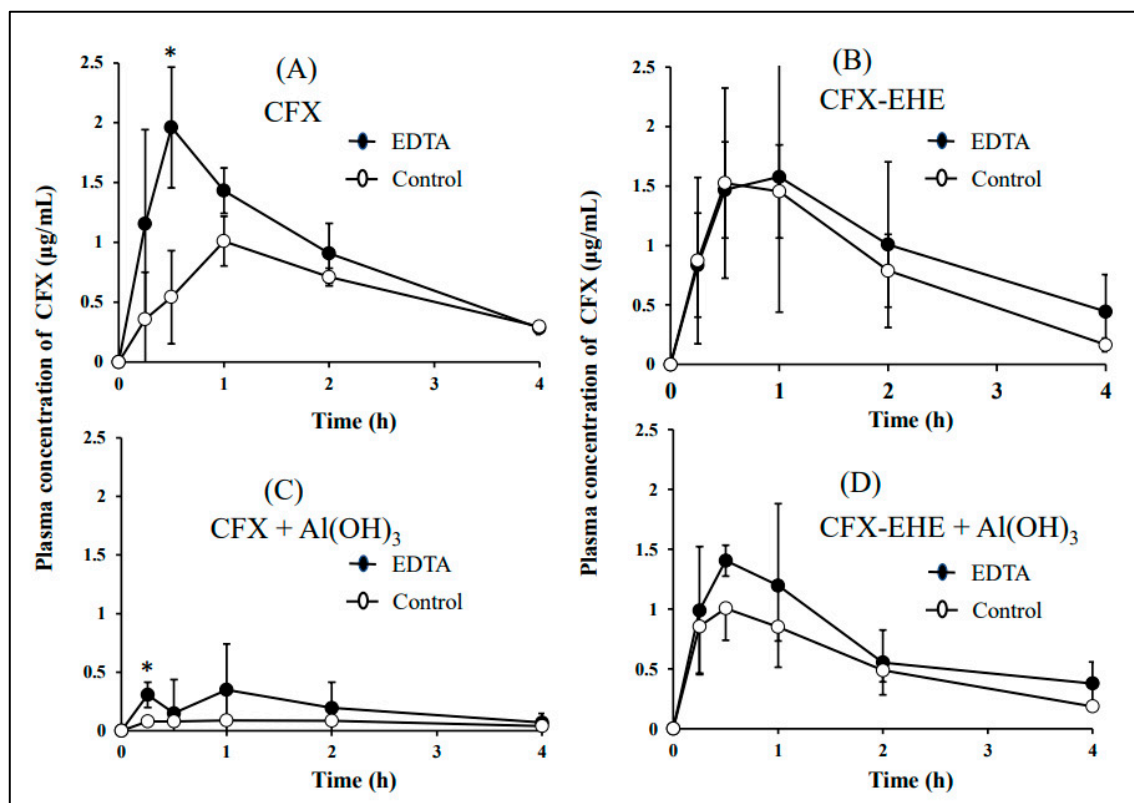 Plasma concentration of CFX (μg/mL)
(A)
CFX
*
EDTA
Control
2.5
2
1.5
1
0.5
0
0 1 2 3 4
Time (h)
(B)
CFX-EHE
EDTA
Control
2.5
2
1.5
1
0.5
0
0 1 2 3 4
Time (h)
Plasma concentration of CFX (μg/mL)
(C)
CFX + Al(OH)3
*
EDTA
Control
2.5
2
1.5
1
0.5
0
0 1 2 3 4
Time (h)
(D)
CFX-EHE + Al(OH)3
EDTA
Control
2.5
2
1.5
1
0.5
0
0 1 2 3 4
Time (h)